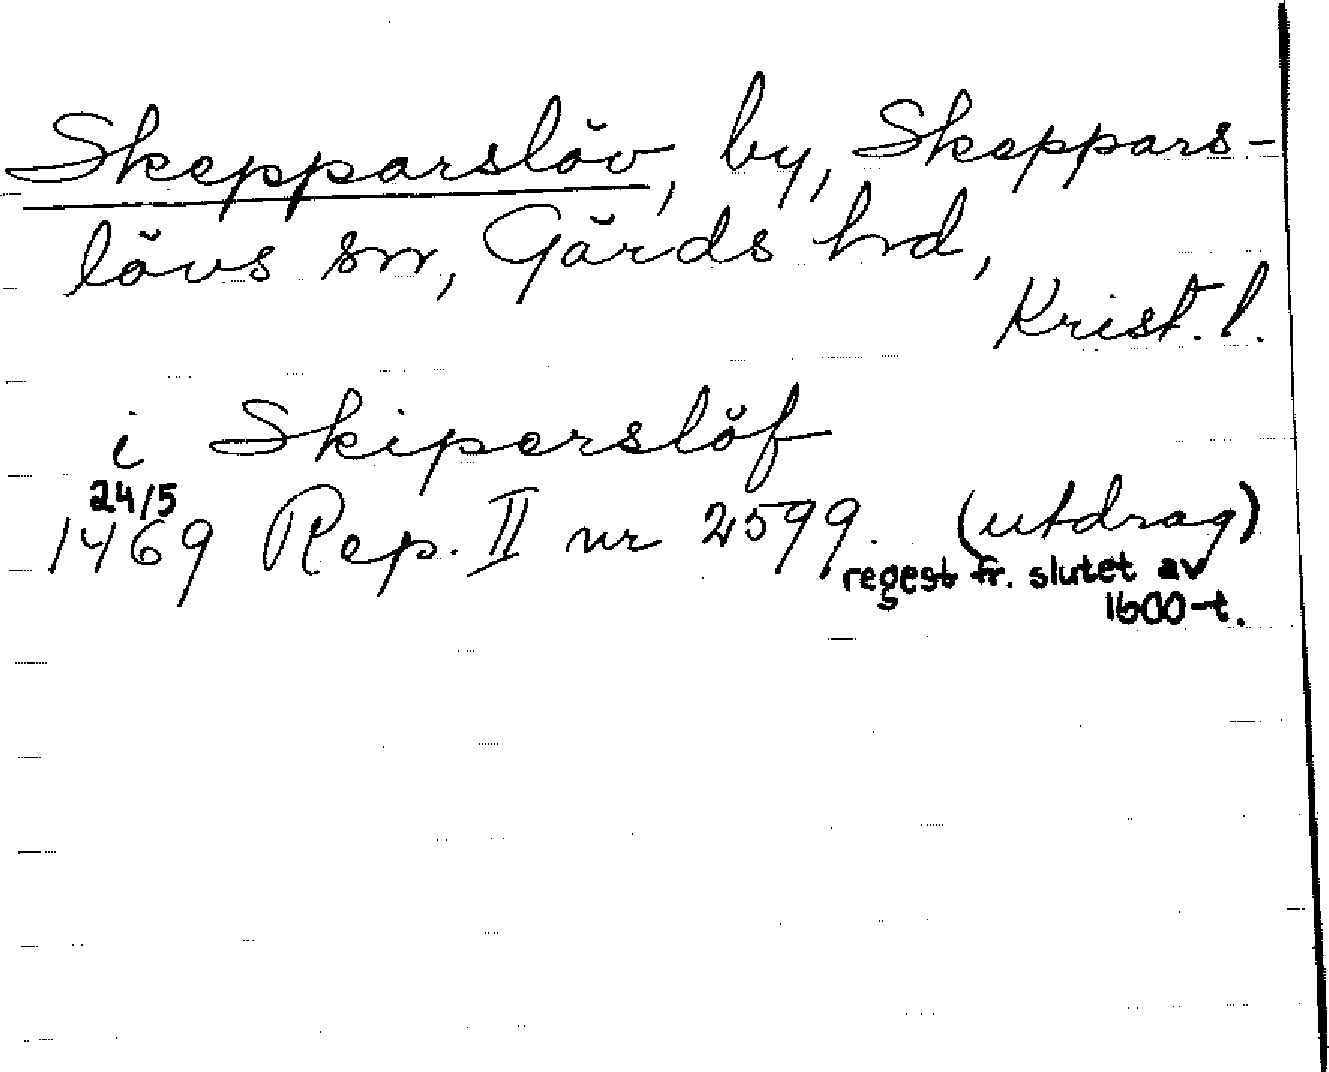 Skepparslöv, by, Skeppars-
lövs sn, Gärds hd,
Krist. l.
i Skiperslöf
24/5
1469 Rep. II nr 2599. (utdrag)
regest fr. slutet av
1600-t.